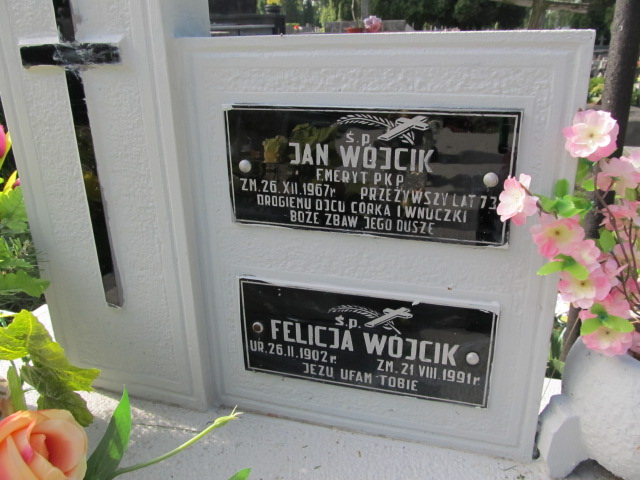 Ś.P.
JAN WÓJCIK
EMERYT PKP
ZM. 26.XII.1967r. PRZEŻYWSZY LAT 73
DROGIEMU OJCU CÓRKA I WNUCZKI
BOŻE ZBAW JEGO DUSZĘ
Ś.P.
FELICJA WÓJCIK
UR. 26.II.1902r. ZM. 21 VIII 1991r
JEZU UFAM TOBIE